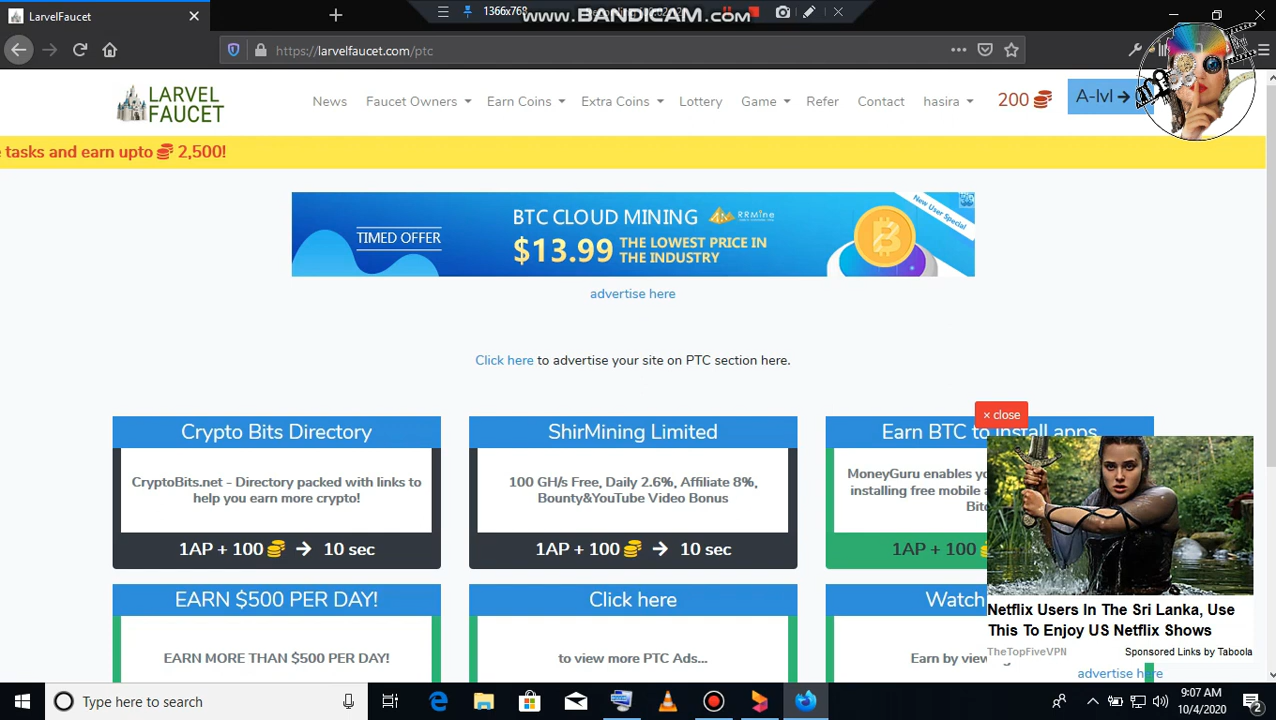 LarvelFaucet
1366x768
www.BANDICAM.com
https://larvelfaucet.com/ptc
LARVEL
FAUCET
News
Faucet Owners
Earn Coins
Extra Coins
Lottery
Game
Refer
Contact
hasira
200
A-lvl
e tasks and earn upto 2,500!
TIMED OFFER
BTC CLOUD MINING
RRMine
$13.99
THE LOWEST PRICE IN
THE INDUSTRY
New User Special
advertise here
Click here to advertise your site on PTC section here.
Crypto Bits Directory
CryptoBits.net - Directory packed with links to
help you earn more crypto!
1AP + 100 → 10 sec
ShirMining Limited
100 GH/s Free, Daily 2.6%, Affiliate 8%,
Bounty&YouTube Video Bonus
1AP + 100 → 10 sec
Earn BTC to install apps
MoneyGuru enables yo
installing free mobile a
Bitc
1AP + 100
× close
EARN $500 PER DAY!
EARN MORE THAN $500 PER DAY!
Click here
to view more PTC Ads...
Watch
Earn by view
Netflix Users In The Sri Lanka, Use
This To Enjoy US Netflix Shows
TheTopFiveVPN
Sponsored Links by Taboola
advertise here
Type here to search
9:07 AM
10/4/2020
2